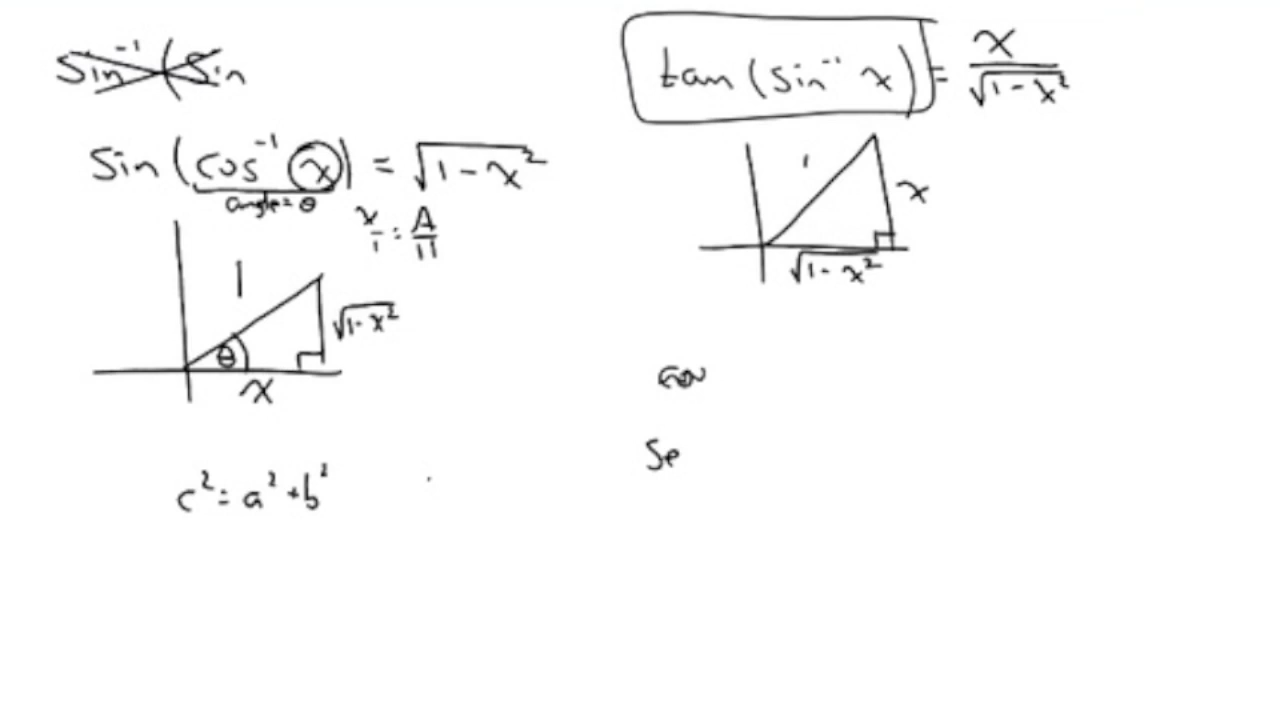 sin⁻¹(Sin
Sin(cos⁻¹ x) = √1-x²
angle = θ
x/1 = A/H
1
√1-x²
θ
x
c² = a² + b²
tan(sin⁻¹ x) = x/√1-x²
1
x
√1-x²
Se